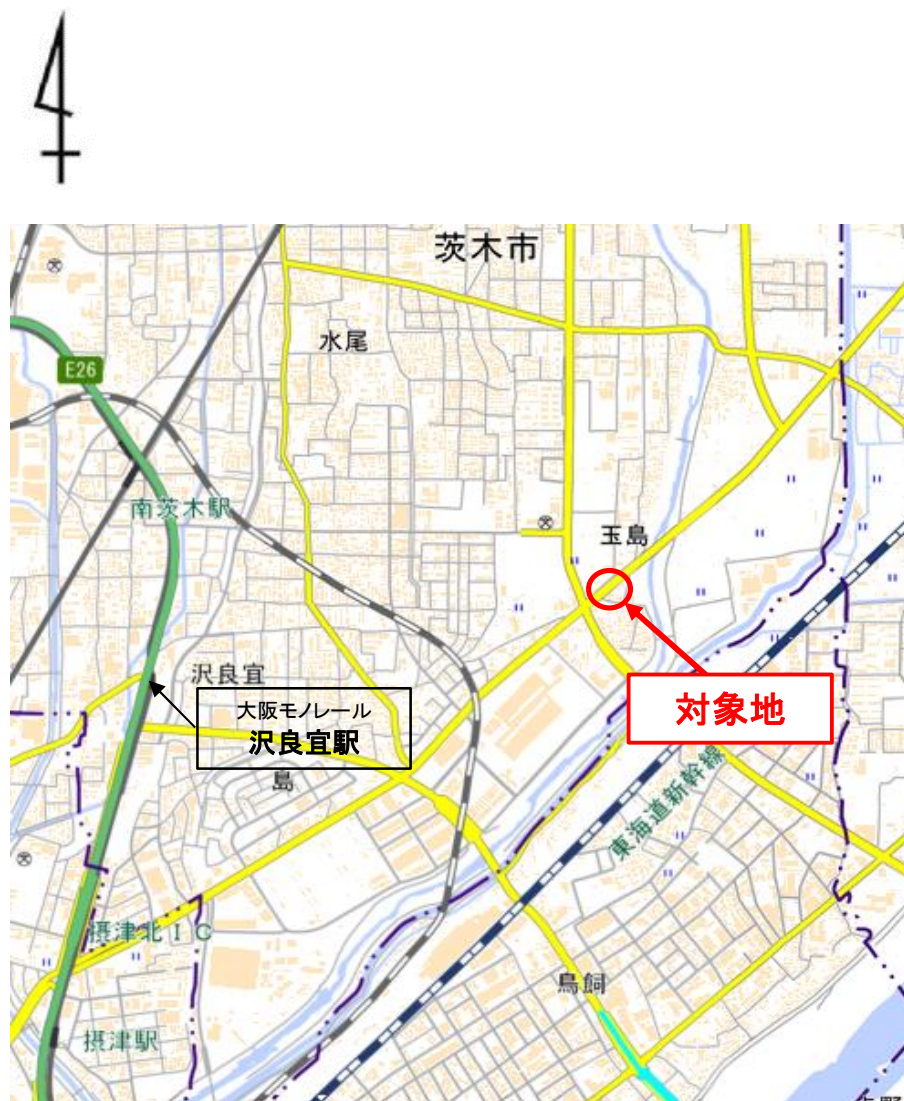 茨木市
水尾
E26
南茨木駅
玉島
沢良宜
対象地
大阪モノレール
沢良宜駅
島
東海道新幹線
摂津北IC
鳥飼
摂津駅